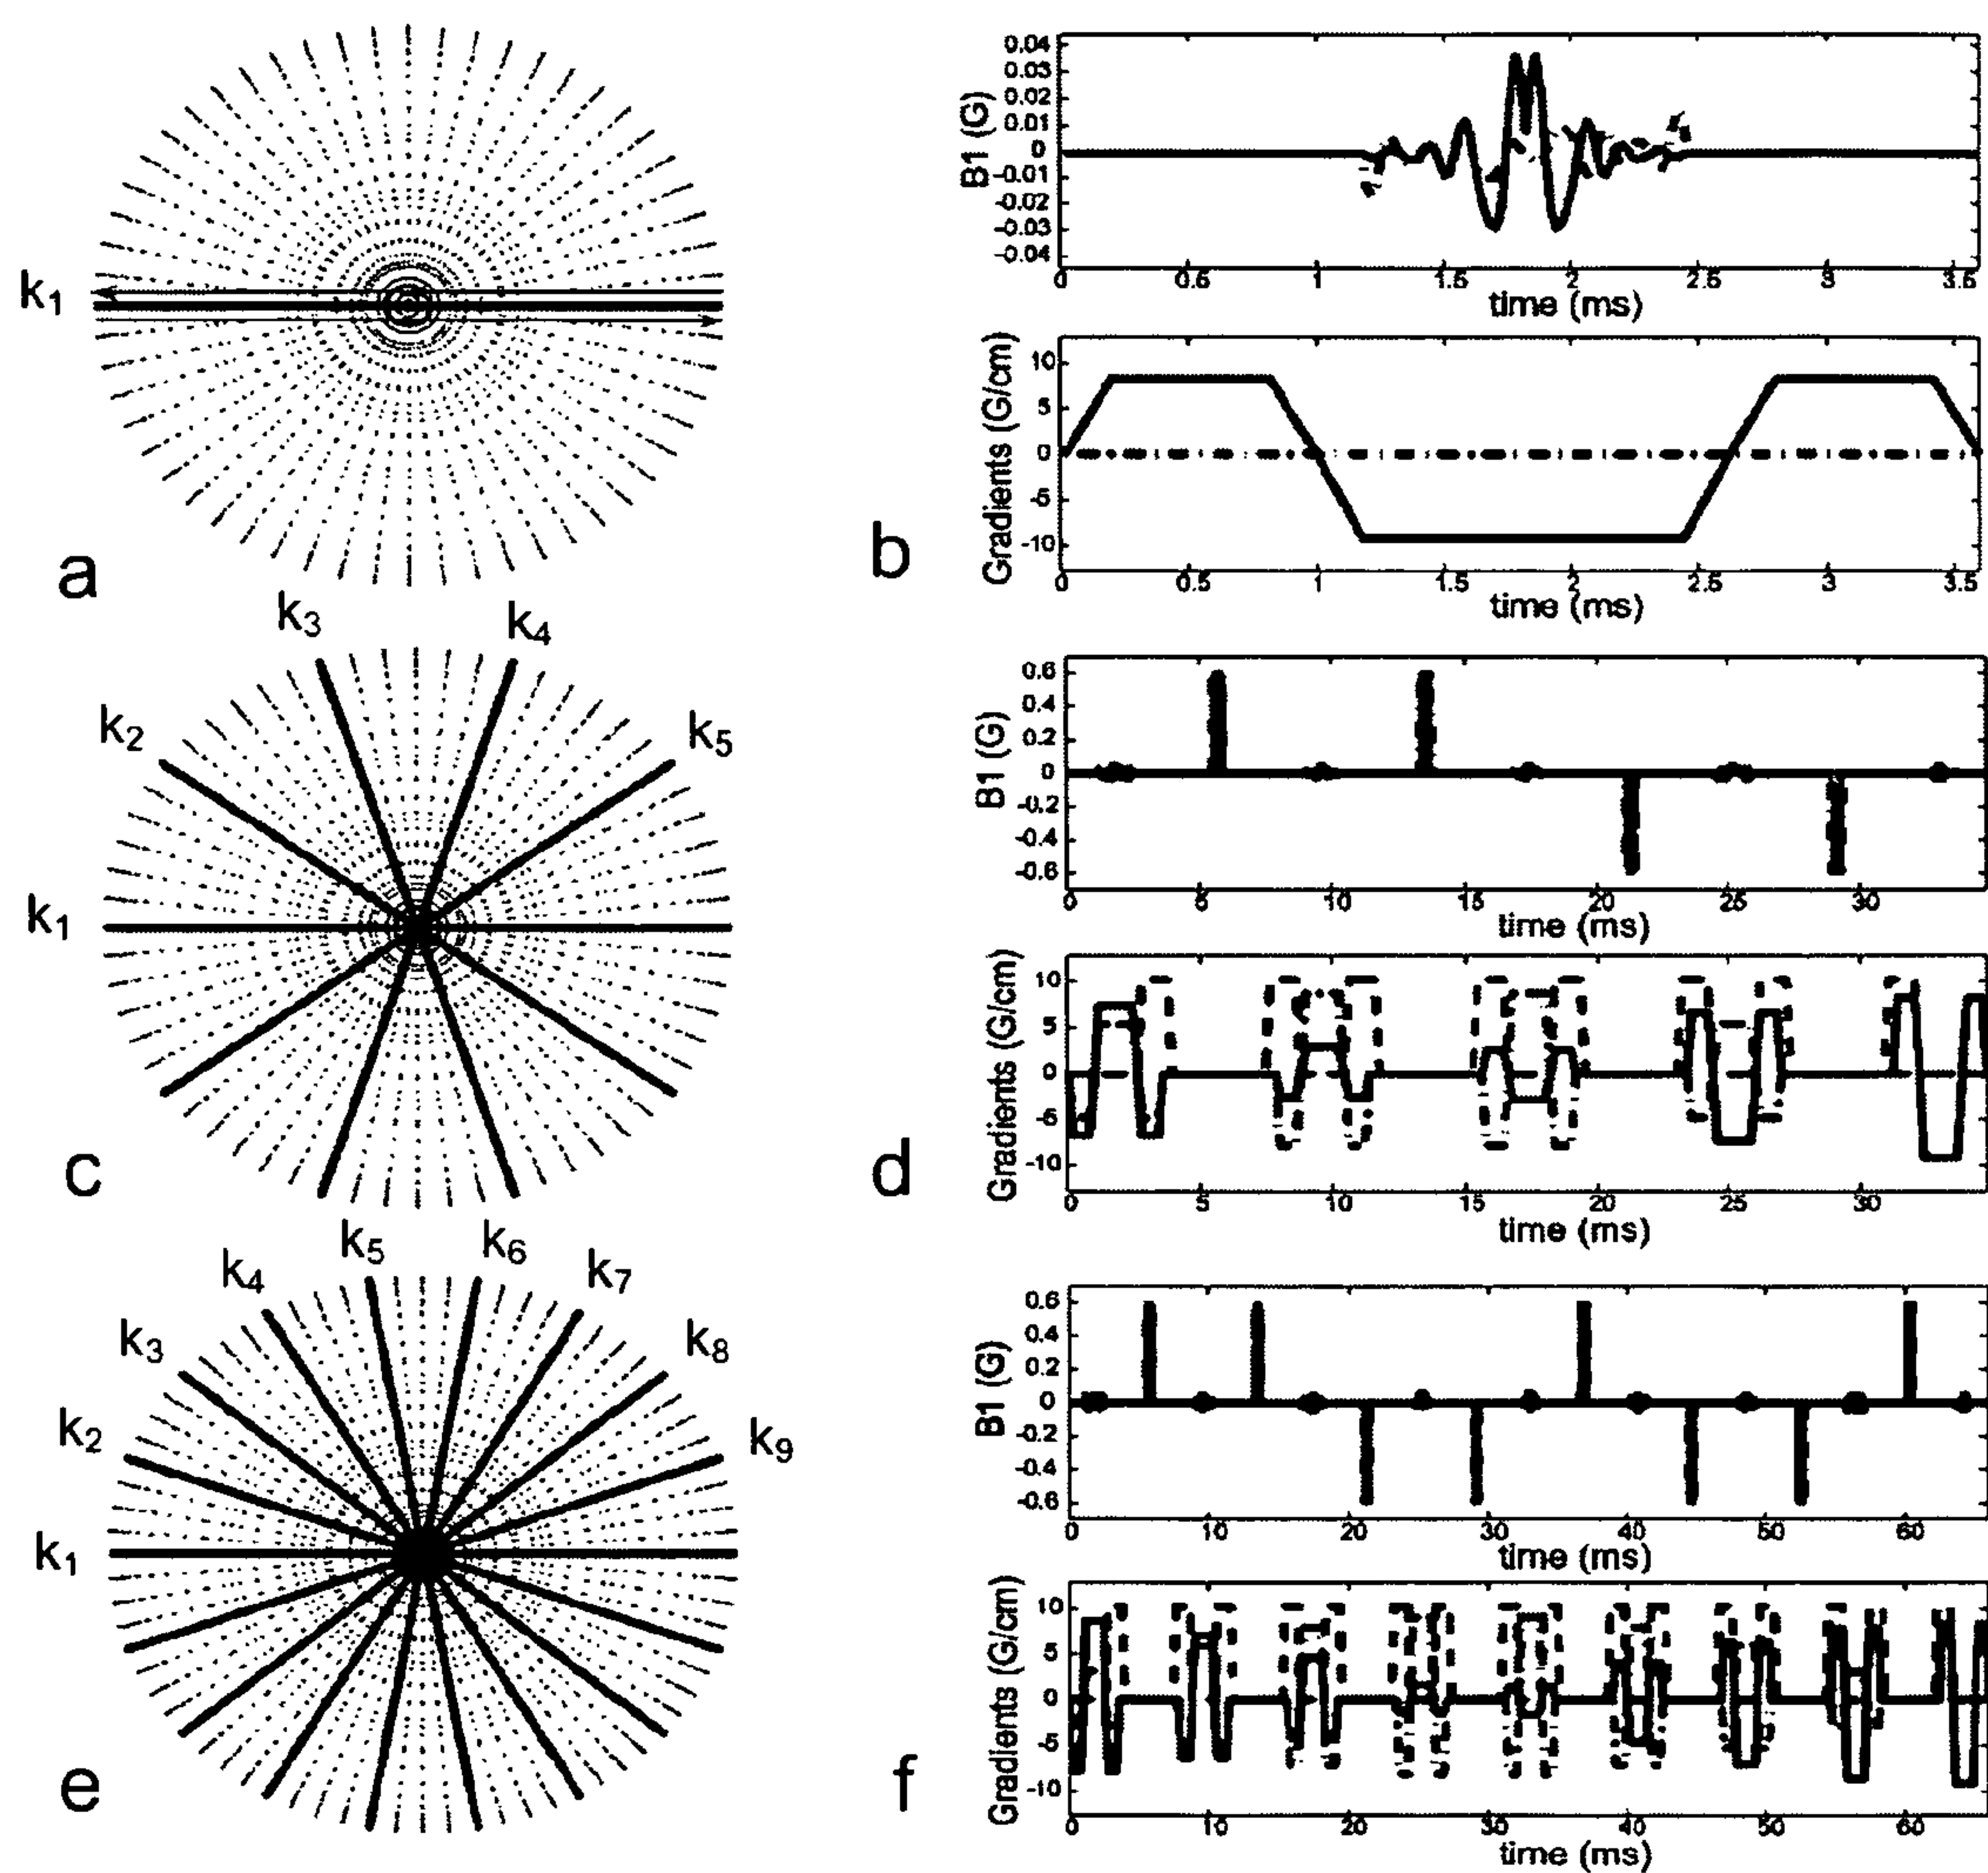 k1
a
B1 (G)
0.04
0.03
0.02
0.01
0
-0.01
-0.02
-0.03
-0.04
0 0.5 1 1.5 2 2.5 3 3.5
time (ms)
Gradients (G/cm)
10
5
0
-5
-10
0 0.5 1 1.5 2 2.5 3 3.5
time (ms)
b
k3 k4
k2 k5
k1
c
B1 (G)
0.6
0.4
0.2
0
-0.2
-0.4
-0.6
0 5 10 15 20 25 30
time (ms)
Gradients (G/cm)
10
5
0
-5
-10
0 5 10 15 20 25 30
time (ms)
d
k5 k6
k4 k7
k3 k8
k2 k9
k1
e
B1 (G)
0.6
0.4
0.2
0
-0.2
-0.4
-0.6
0 10 20 30 40 50 60
time (ms)
Gradients (G/cm)
10
5
0
-5
-10
0 10 20 30 40 50 60
time (ms)
f